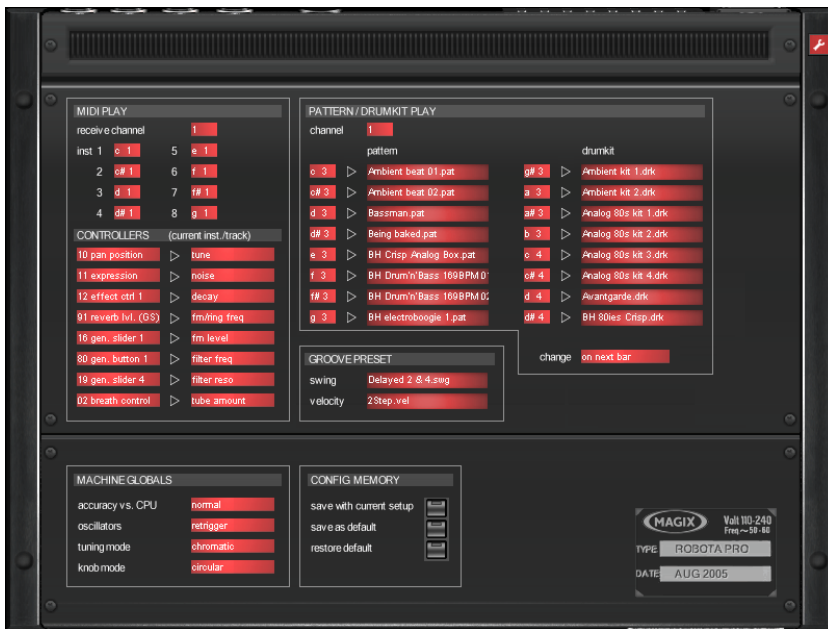 MIDI PLAY
receive channel 1
inst 1 c 1 5 e 1
2 c# 1 6 f 1
3 d 1 7 f# 1
4 d# 1 8 g 1
CONTROLLERS (current inst./track)
10 pan position tune
11 expression noise
12 effect ctrl 1 decay
91 reverb lvl. (GS) fm/ring freq
16 gen. slider 1 fm level
80 gen. button 1 filter freq
19 gen. slider 4 filter reso
02 breath control tube amount
PATTERN / DRUMKIT PLAY
channel 1
pattern drumkit
c 3 Ambient beat 01.pat g# 3 Ambient kit 1.drk
c# 3 Ambient beat 02.pat a 3 Ambient kit 2.drk
d 3 Bassman.pat a# 3 Analog 80s kit 1.drk
d# 3 Being baked.pat b 3 Analog 80s kit 2.drk
e 3 BH Crisp Analog Box.pat c 4 Analog 80s kit 3.drk
f 3 BH Drum'n'Bass 169BPM 01 c# 4 Analog 80s kit 4.drk
f# 3 BH Drum'n'Bass 169BPM 02 d 4 Avantgarde.drk
g 3 BH electroboogie 1.pat d# 4 BH 80ies Crisp.drk
change on next bar
GROOVE PRESET
swing Delayed 2 & 4.swg
velocity 2Step.vel
MACHINE GLOBALS
accuracy vs. CPU normal
oscillators retrigger
tuning mode chromatic
knob mode circular
CONFIG MEMORY
save with current setup
save as default
restore default
MAGIX Volt 110-240
Freq~50-60
TYPE ROBOTA PRO
DATE AUG 2005